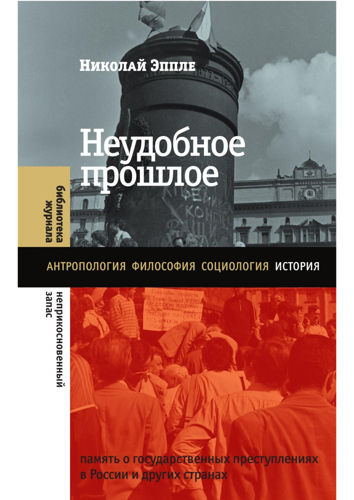 Николай Эппле
Неудобное
прошлое
библиотека
журнала
АНТРОПОЛОГИЯ ФИЛОСОФИЯ СОЦИОЛОГИЯ ИСТОРИЯ
неприкосновенный
запас
память о государственных преступлениях
в России и других странах